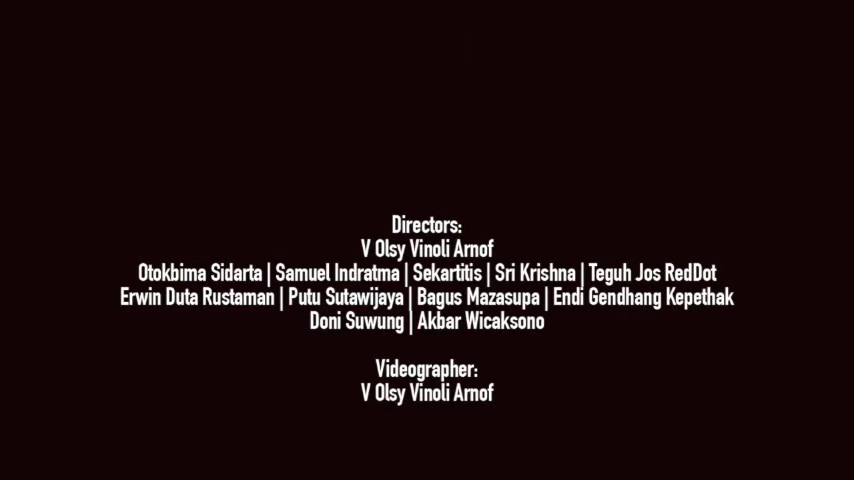 Directors:
V Olsy Vinoli Arnof
Otokbima Sidarta | Samuel Indratma | Sekartitis | Sri Krishna | Teguh Jos RedDot
Erwin Duta Rustaman | Putu Sutawijaya | Bagus Mazasupa | Endi Gendhang Kepethak
Doni Suwung | Akbar Wicaksono
Videographer:
V Olsy Vinoli Arnof